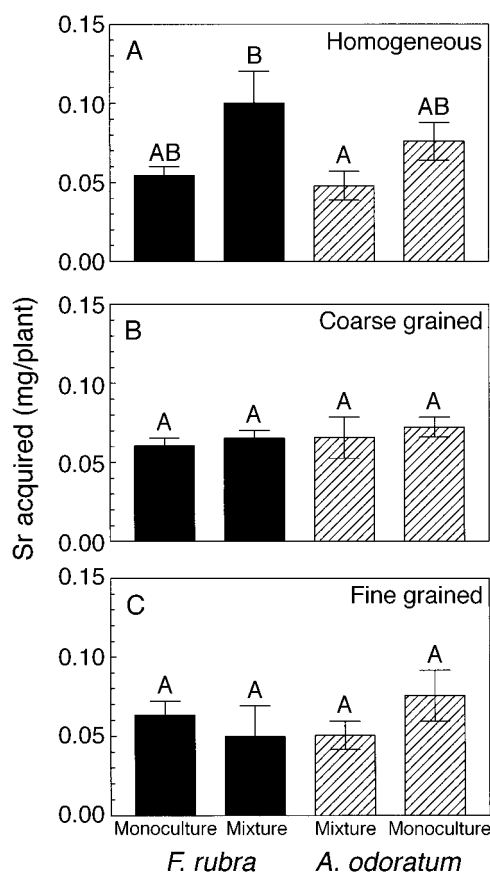 Sr acquired (mg/plant)
0.15
0.10
0.05
0.00
A
Homogeneous
AB
B
A
AB
0.15
0.10
0.05
0.00
B
Coarse grained
A
A
A
A
0.15
0.10
0.05
0.00
C
Fine grained
A
A
A
A
Monoculture Mixture Mixture Monoculture
F. rubra A. odoratum